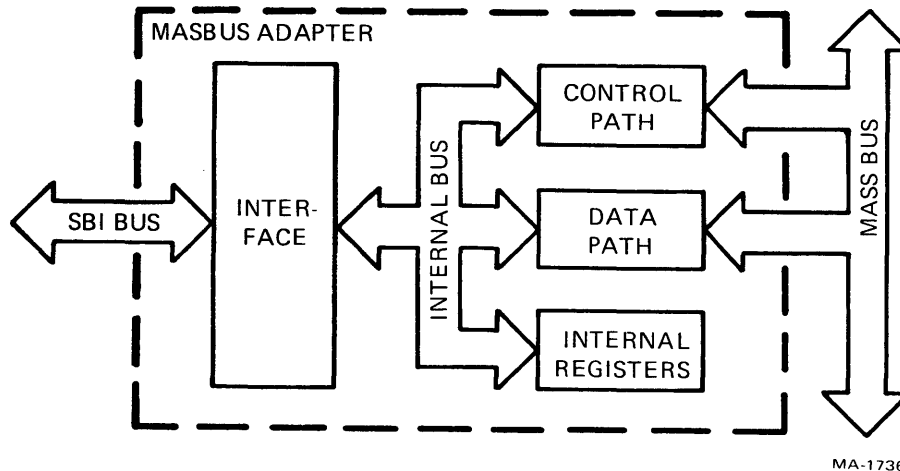 MASBUS ADAPTER
SBI BUS
INTER-
FACE
INTERNAL BUS
CONTROL
PATH
DATA
PATH
INTERNAL
REGISTERS
MASS BUS
MA-1736